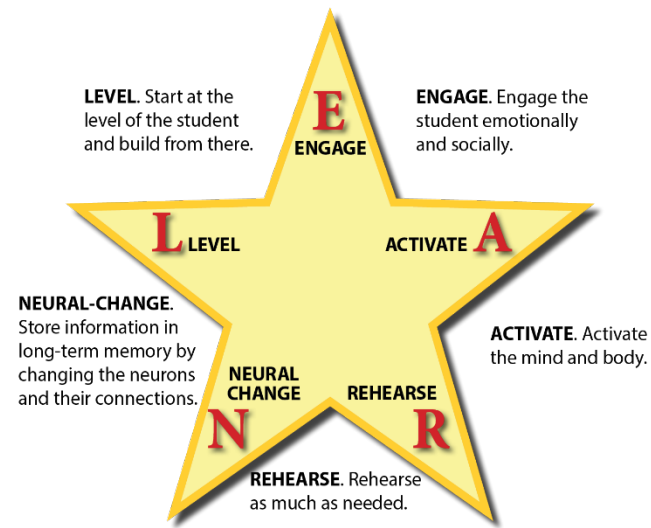 LEVEL. Start at the
level of the student
and build from there.
E
ENGAGE
ENGAGE. Engage the
student emotionally
and socially.
L LEVEL
ACTIVATE A
NEURAL-CHANGE.
Store information in
long-term memory by
changing the neurons
and their connections.
ACTIVATE. Activate
the mind and body.
NEURAL
CHANGE
N
REHEARSE
R
REHEARSE. Rehearse
as much as needed.